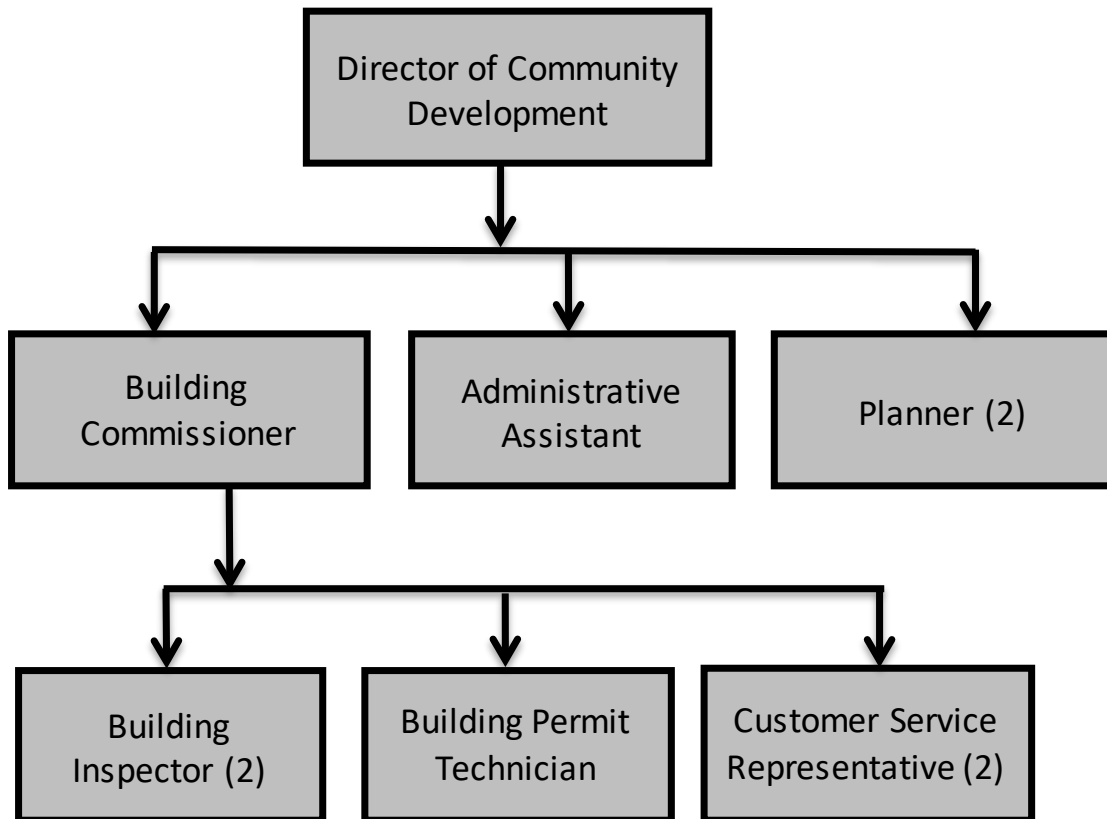 Director of Community
Development
Building
Commissioner
Administrative
Assistant
Planner (2)
Building
Inspector (2)
Building Permit
Technician
Customer Service
Representative (2)